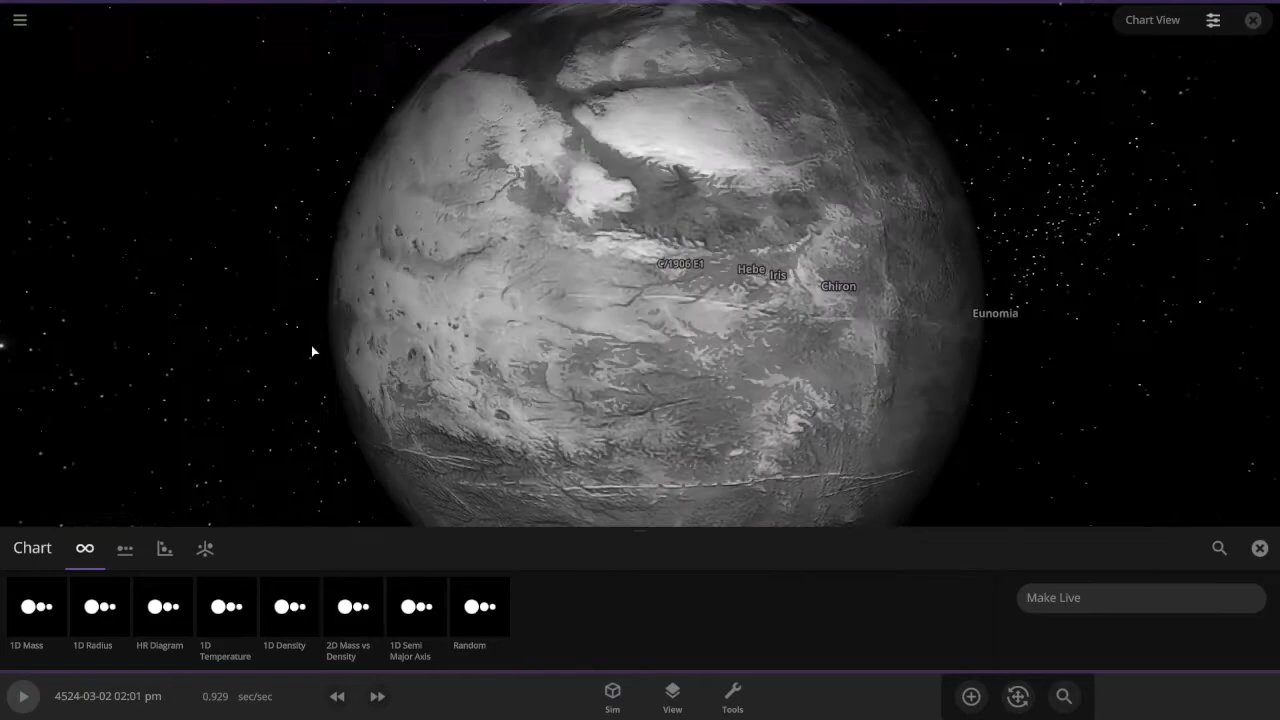 Chart View
C/1906 E1
Hebe
Iris
Chiron
Eunomia
Chart
Make Live
1D Mass
1D Radius
HR Diagram
1D
Temperature
1D Density
2D Mass vs
Density
1D Semi
Major Axis
Random
4524-03-02 02:01 pm
0.929 sec/sec
Sim
View
Tools